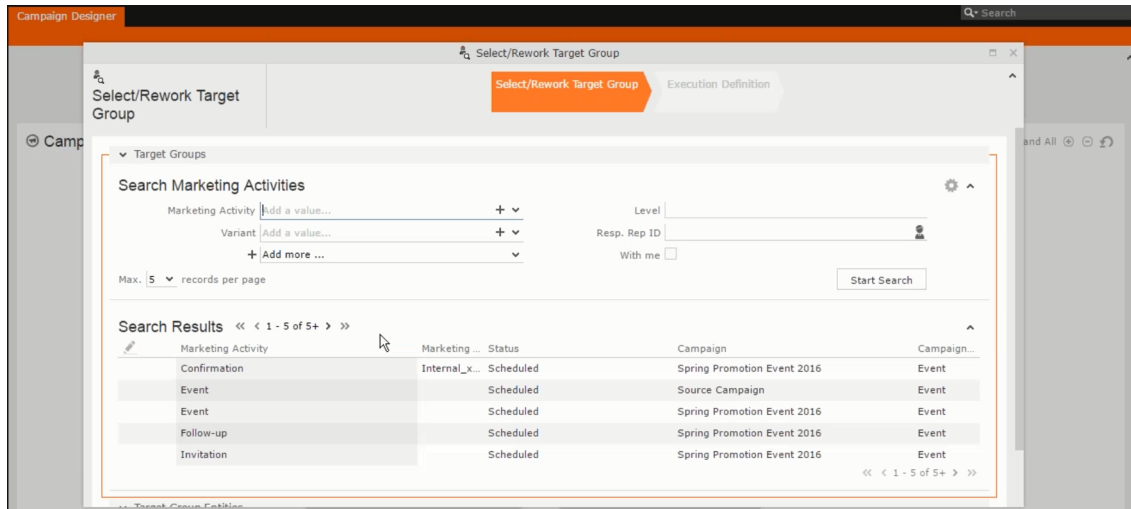 Campaign Designer
Search
Select/Rework Target Group
Select/Rework Target
Group
Select/Rework Target Group
Execution Definition
Camp
and All
Target Groups
Search Marketing Activities
Marketing Activity Add a value...
Level
Variant Add a value...
Resp. Rep ID
+ Add more ...
With me
Max. 5 records per page
Start Search
Search Results « < 1 - 5 of 5+ > »
Marketing Activity Marketing ... Status Campaign Campaign...
Confirmation Internal_x... Scheduled Spring Promotion Event 2016 Event
Event Scheduled Source Campaign Event
Event Scheduled Spring Promotion Event 2016 Event
Follow-up Scheduled Spring Promotion Event 2016 Event
Invitation Scheduled Spring Promotion Event 2016 Event
« < 1 - 5 of 5+ > »
Target Group Entities